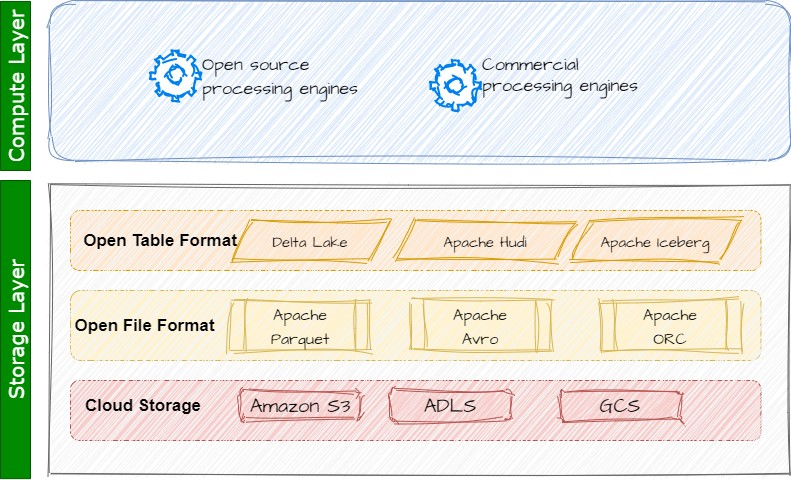 Compute Layer
Open source
processing engines
Commercial
processing engines
Storage Layer
Open Table Format
Delta Lake
Apache Hudi
Apache Iceberg
Open File Format
Apache
Parquet
Apache
Avro
Apache
ORC
Cloud Storage
Amazon S3
ADLS
GCS